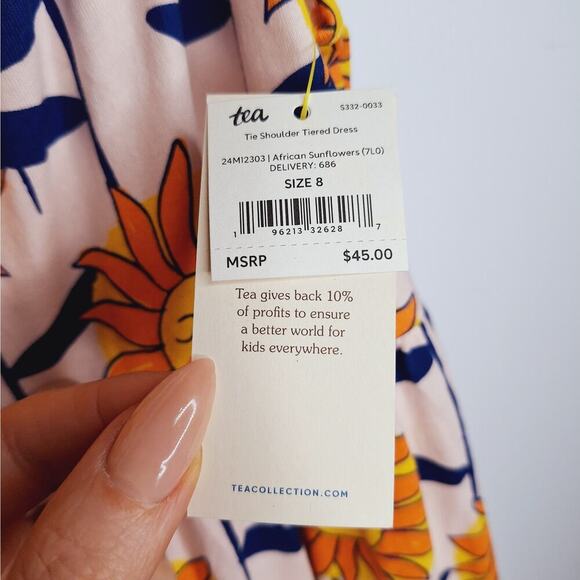 tea
S332-0033
Tie Shoulder Tiered Dress
24M12303 | African Sunflowers (7L0)
DELIVERY: 686
SIZE 8
1 96213 32628 7
MSRP $45.00
Tea gives back 10%
of profits to ensure
a better world for
kids everywhere.
TEACOLLECTION.COM